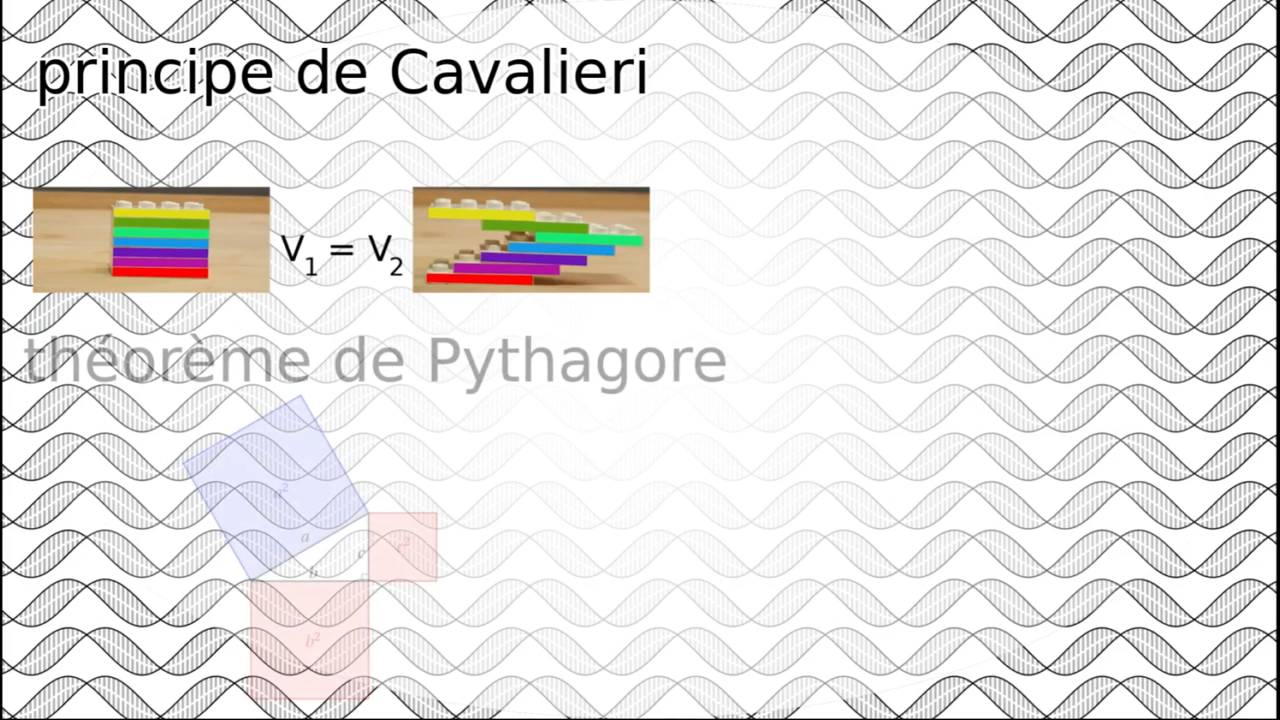 principe de Cavalieri
V₁ = V₂
théorème de Pythagore
a²
a
c
c²
b
b²